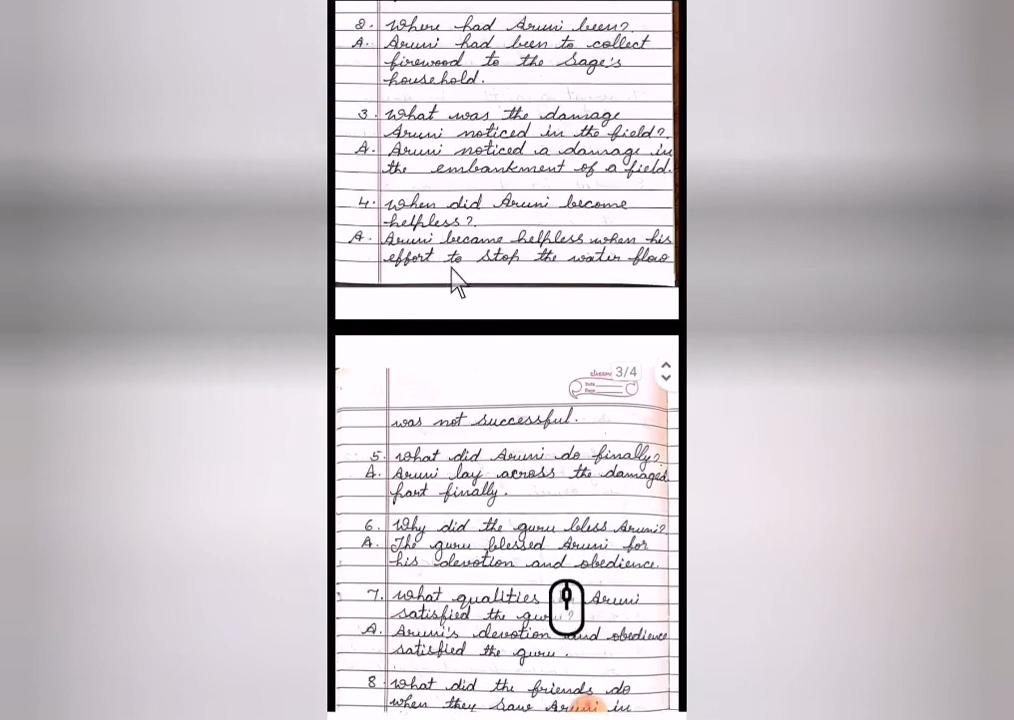 2. Where had Aruni been?
A. Aruni had been to collect
firewood to the Sage's
household.
3. What was the damage
Aruni noticed in the field?
A. Aruni noticed a damage in
the embankment of a field.
4. When did Aruni become
helpless?
A. Aruni became helpless when his
effort to stop the water flow
classmate 3/4
Date
Page
was not successful.
5. What did Aruni do finally?
A. Aruni lay across the damaged
part finally.
6. Why did the guru bless Aruni?
A. The guru blessed Aruni for
his devotion and obedience
7. What qualities Aruni
satisfied the guru?
A. Aruni's devotion and obedience
satisfied the guru.
8 What did the friends do
when they saw Aruni in